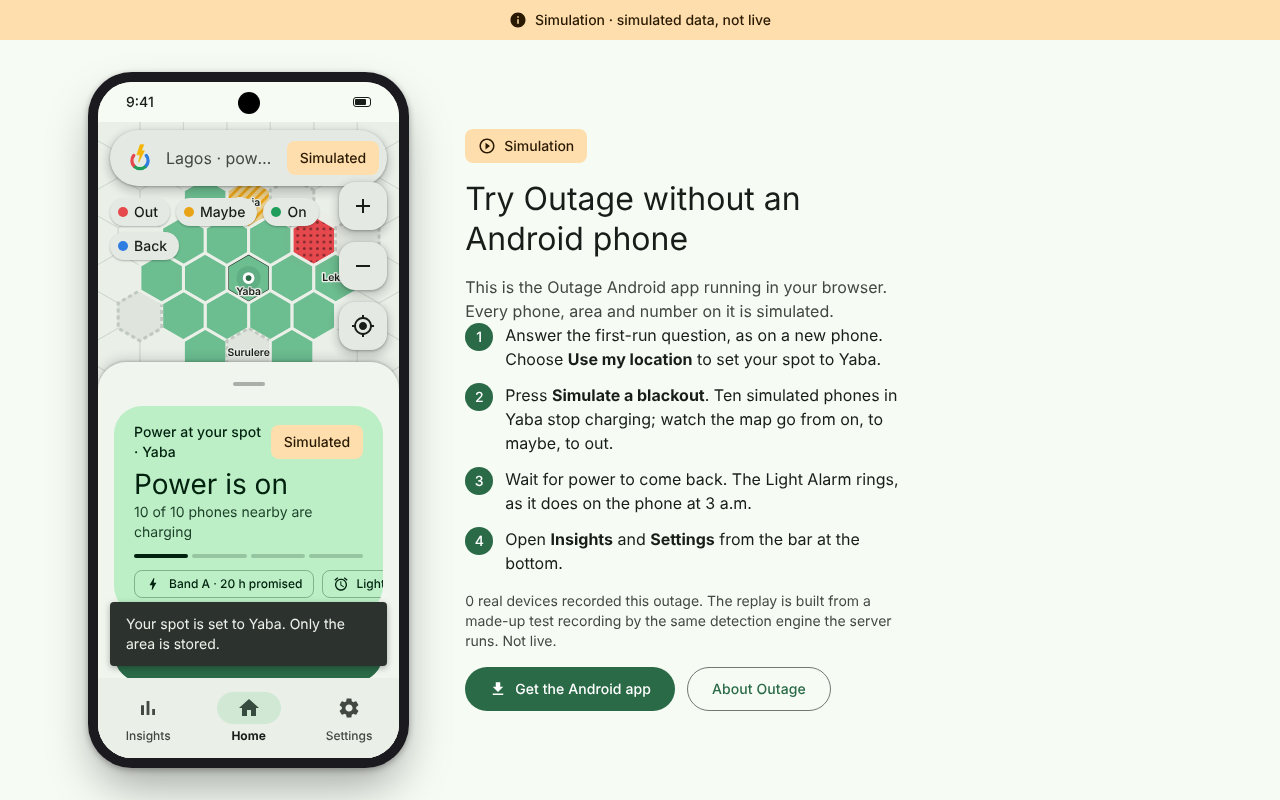 Simulation · simulated data, not live
9:41
Lagos · pow…
Simulated
Out
Maybe
On
Back
Yaba
Surulere
Simulation
Try Outage without an
Android phone
This is the Outage Android app running in your browser.
Every phone, area and number on it is simulated.
1 Answer the first-run question, as on a new phone.
Choose Use my location to set your spot to Yaba.
2 Press Simulate a blackout. Ten simulated phones in
Yaba stop charging; watch the map go from on, to
maybe, to out.
3 Wait for power to come back. The Light Alarm rings,
as it does on the phone at 3 a.m.
4 Open Insights and Settings from the bar at the
bottom.
0 real devices recorded this outage. The replay is built from a
made-up test recording by the same detection engine the server
runs. Not live.
Get the Android app
About Outage
Power at your spot
· Yaba
Simulated
Power is on
10 of 10 phones nearby are
charging
Band A · 20 h promised
Light
Your spot is set to Yaba. Only the
area is stored.
Insights
Home
Settings